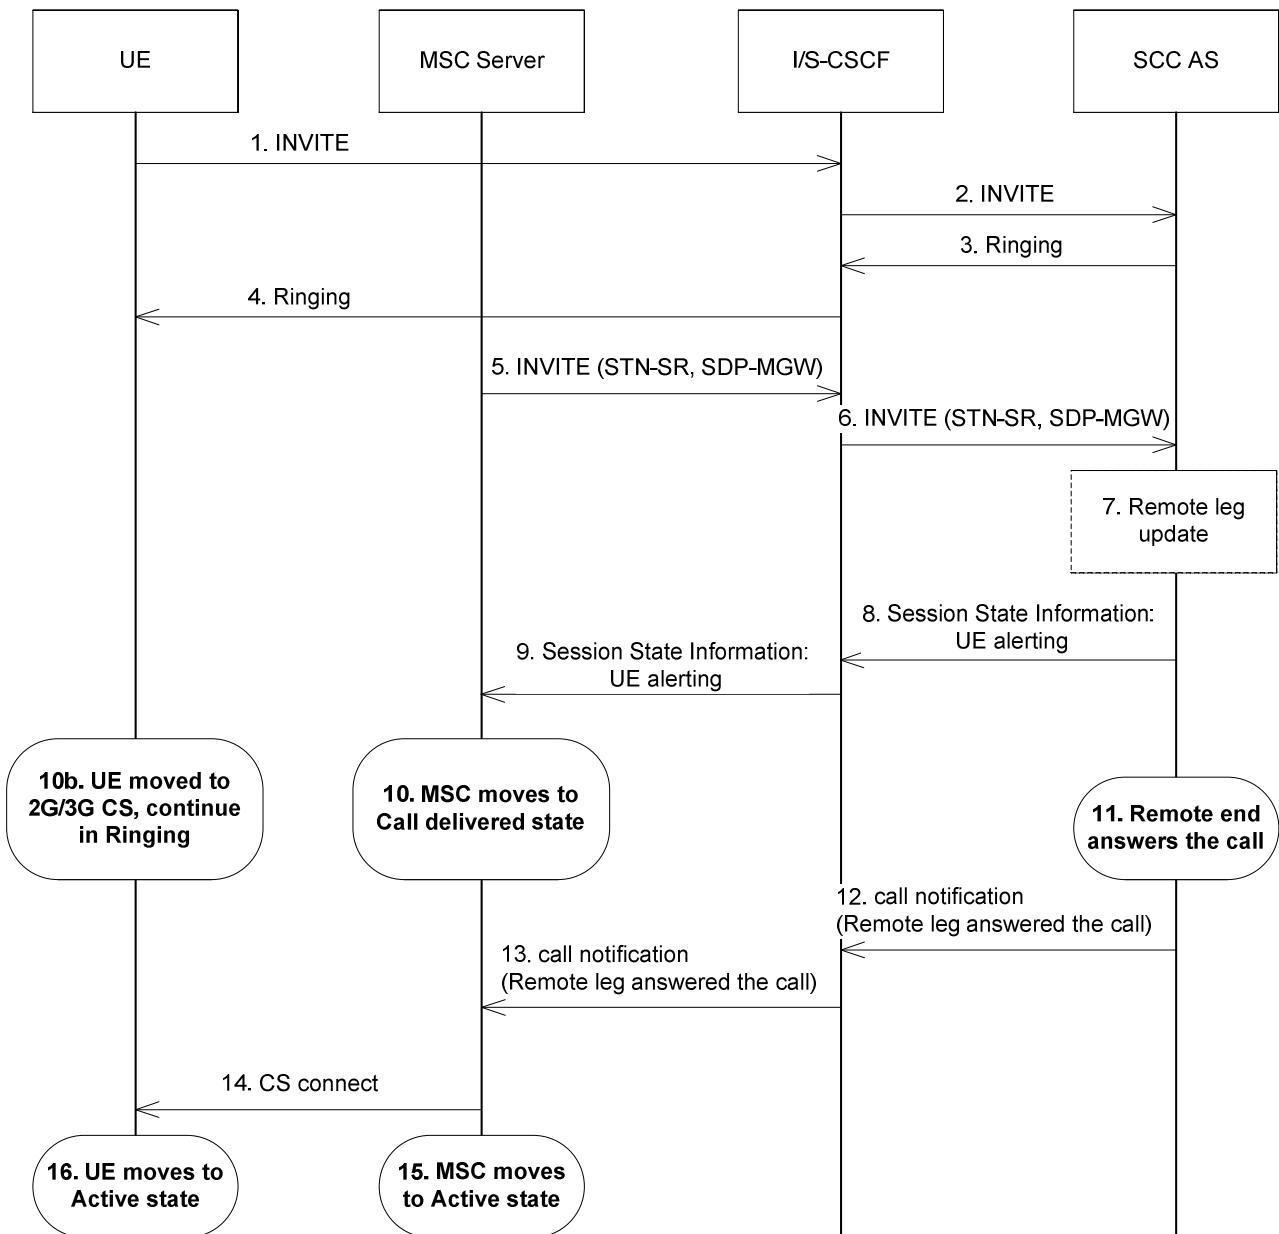 UE
MSC Server
I/S-CSCF
SCC AS
1. INVITE
2. INVITE
3. Ringing
4. Ringing
5. INVITE (STN-SR, SDP-MGW)
6. INVITE (STN-SR, SDP-MGW)
7. Remote leg
update
8. Session State Information:
UE alerting
9. Session State Information:
UE alerting
10b. UE moved to
2G/3G CS, continue
in Ringing
10. MSC moves to
Call delivered state
11. Remote end
answers the call
12. call notification
(Remote leg answered the call)
13. call notification
(Remote leg answered the call)
14. CS connect
16. UE moves to
Active state
15. MSC moves
to Active state